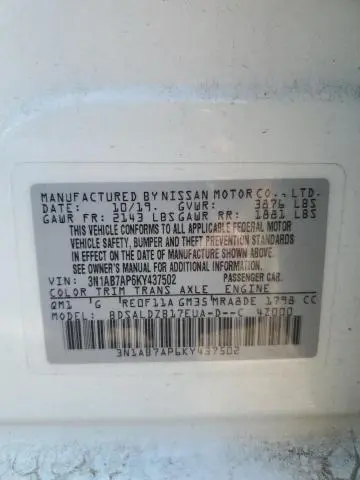 MANUFACTURED BY NISSAN MOTOR CO., LTD.
DATE: 10/19. GVWR: 3876 LBS
GAWR FR: 2143 LBS GAWR RR: 1881 LBS
THIS VEHICLE CONFORMS TO ALL APPLICABLE FEDERAL MOTOR
VEHICLE SAFETY, BUMPER AND THEFT PREVENTION STANDARDS
IN EFFECT ON THE DATE OF MANUFACTURE SHOWN ABOVE.
SEE OWNER'S MANUAL FOR ADDITIONAL INFORMATION.
VIN: 3N1AB7AP6KY437502 PASSENGER CAR.
COLOR TRIM TRANS AXLE ENGINE
QM1 G RE0F11A GM35 MRA8DE 1798 CC
MODEL: BDSALDZB17EUA-D--C 4Z000
3N1AB7AP6KY437502